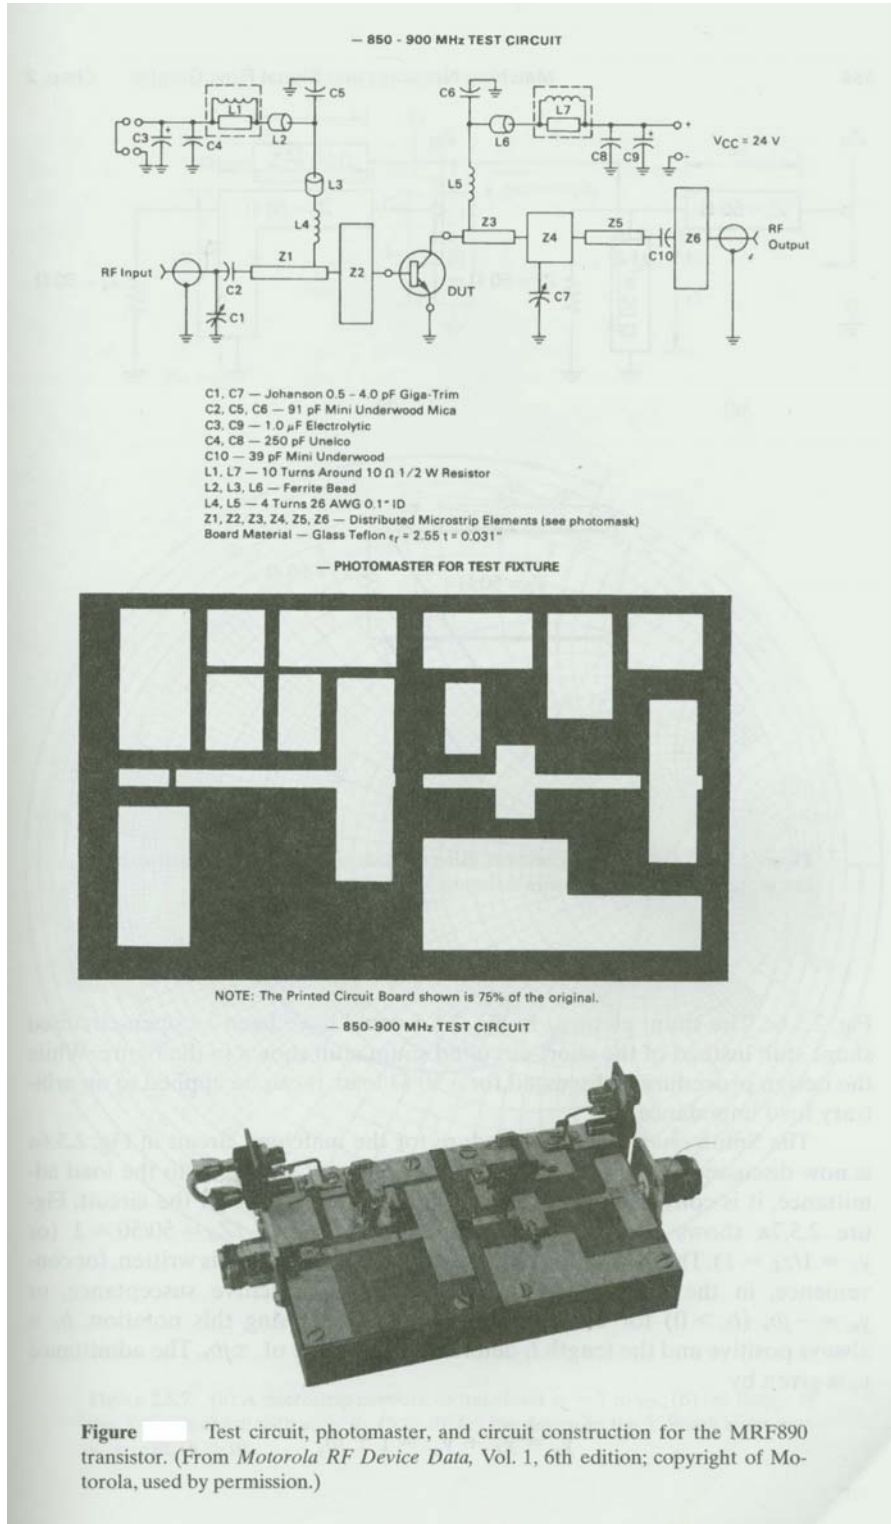 — 850 - 900 MHz TEST CIRCUIT
C5
C6
L1
L7
C3
C4
L2
L6
C8
C9
VCC = 24 V
L3
L5
L4
Z3
Z4
Z5
Z6
RF Output
C10
RF Input
C2
Z1
Z2
DUT
C7
C1
C1, C7 — Johanson 0.5 - 4.0 pF Giga-Trim
C2, C5, C6 — 91 pF Mini Underwood Mica
C3, C9 — 1.0 μF Electrolytic
C4, C8 — 250 pF Unelco
C10 — 39 pF Mini Underwood
L1, L7 — 10 Turns Around 10 Ω 1/2 W Resistor
L2, L3, L6 — Ferrite Bead
L4, L5 — 4 Turns 26 AWG 0.1" ID
Z1, Z2, Z3, Z4, Z5, Z6 — Distributed Microstrip Elements (see photomask)
Board Material — Glass Teflon εr = 2.55 t = 0.031"
— PHOTOMASTER FOR TEST FIXTURE
NOTE: The Printed Circuit Board shown is 75% of the original.
850-900 MHz TEST CIRCUIT
Figure Test circuit, photomaster, and circuit construction for the MRF890
transistor. (From Motorola RF Device Data, Vol. 1, 6th edition; copyright of Mo-
torola, used by permission.)